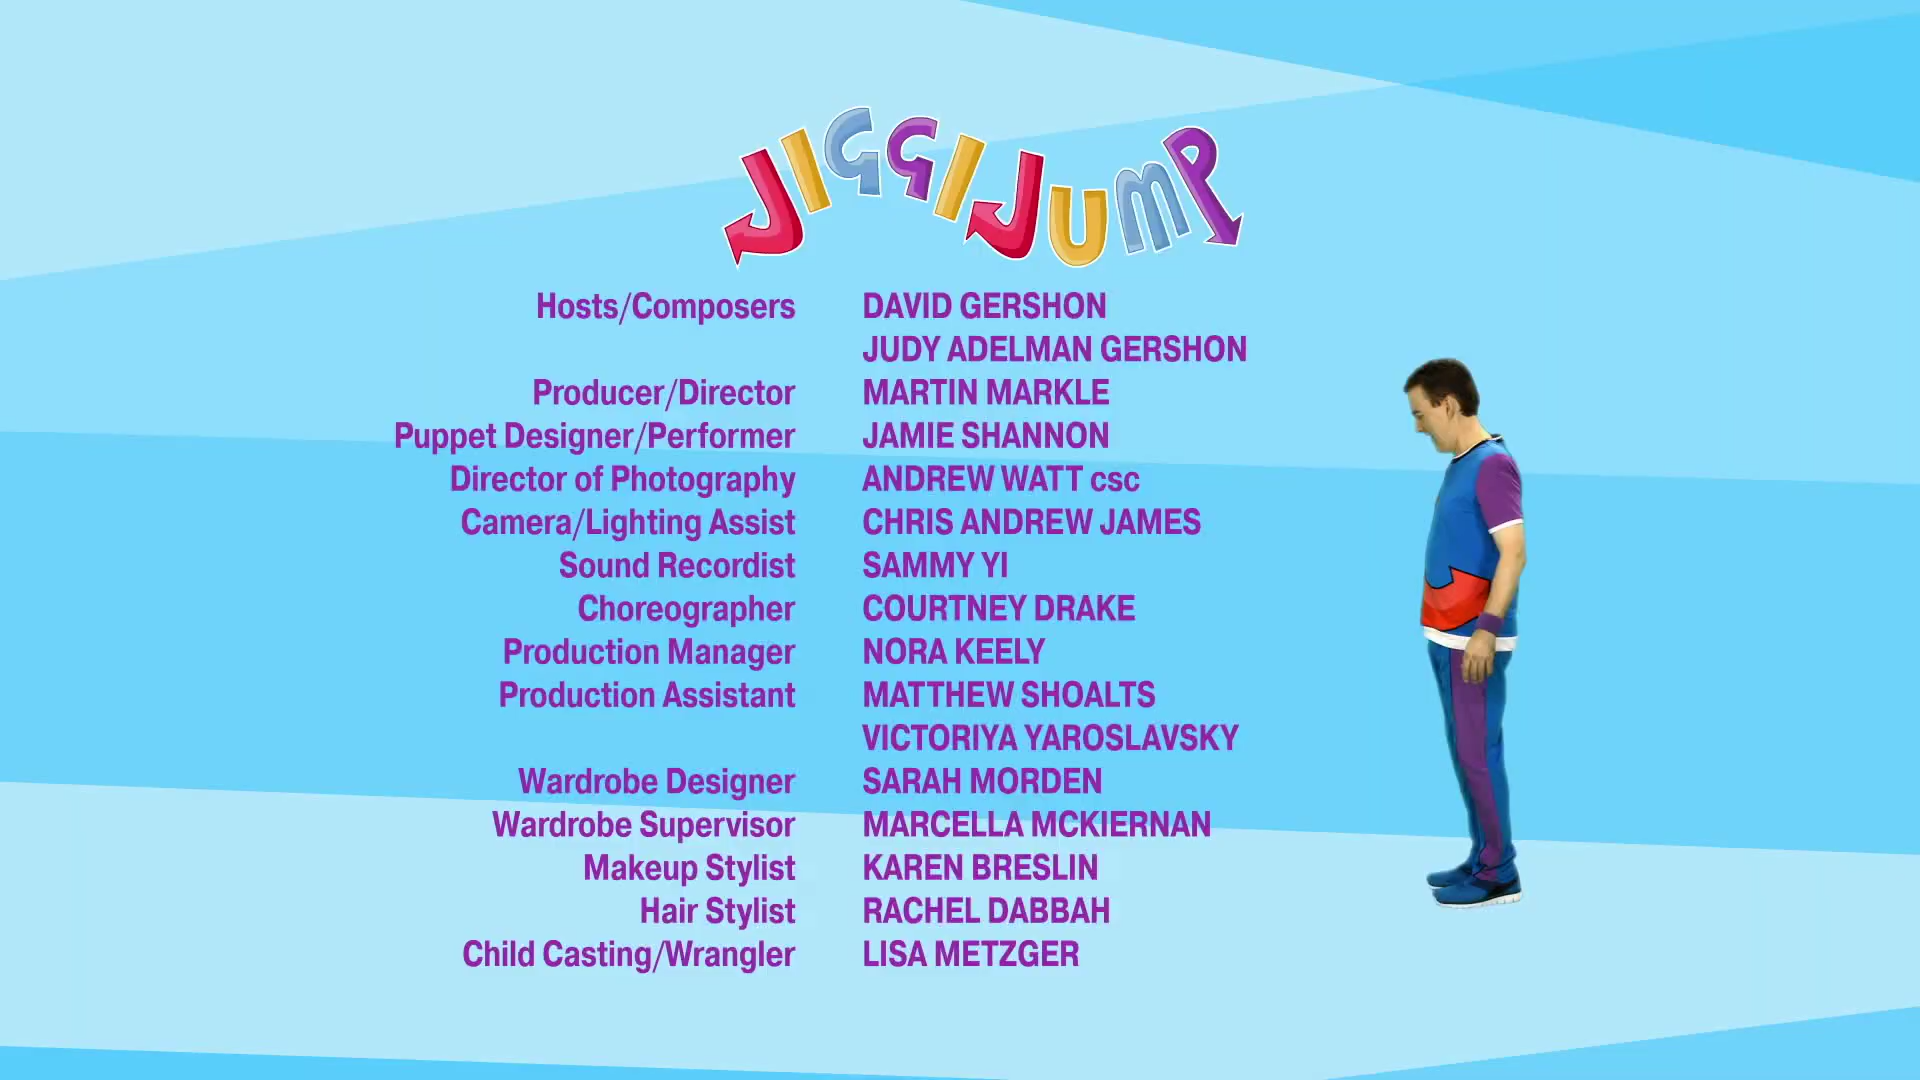 JIGGIJUMP
Hosts/Composers DAVID GERSHON
JUDY ADELMAN GERSHON
Producer/Director MARTIN MARKLE
Puppet Designer/Performer JAMIE SHANNON
Director of Photography ANDREW WATT csc
Camera/Lighting Assist CHRIS ANDREW JAMES
Sound Recordist SAMMY YI
Choreographer COURTNEY DRAKE
Production Manager NORA KEELY
Production Assistant MATTHEW SHOALTS
VICTORIYA YAROSLAVSKY
Wardrobe Designer SARAH MORDEN
Wardrobe Supervisor MARCELLA MCKIERNAN
Makeup Stylist KAREN BRESLIN
Hair Stylist RACHEL DABBAH
Child Casting/Wrangler LISA METZGER